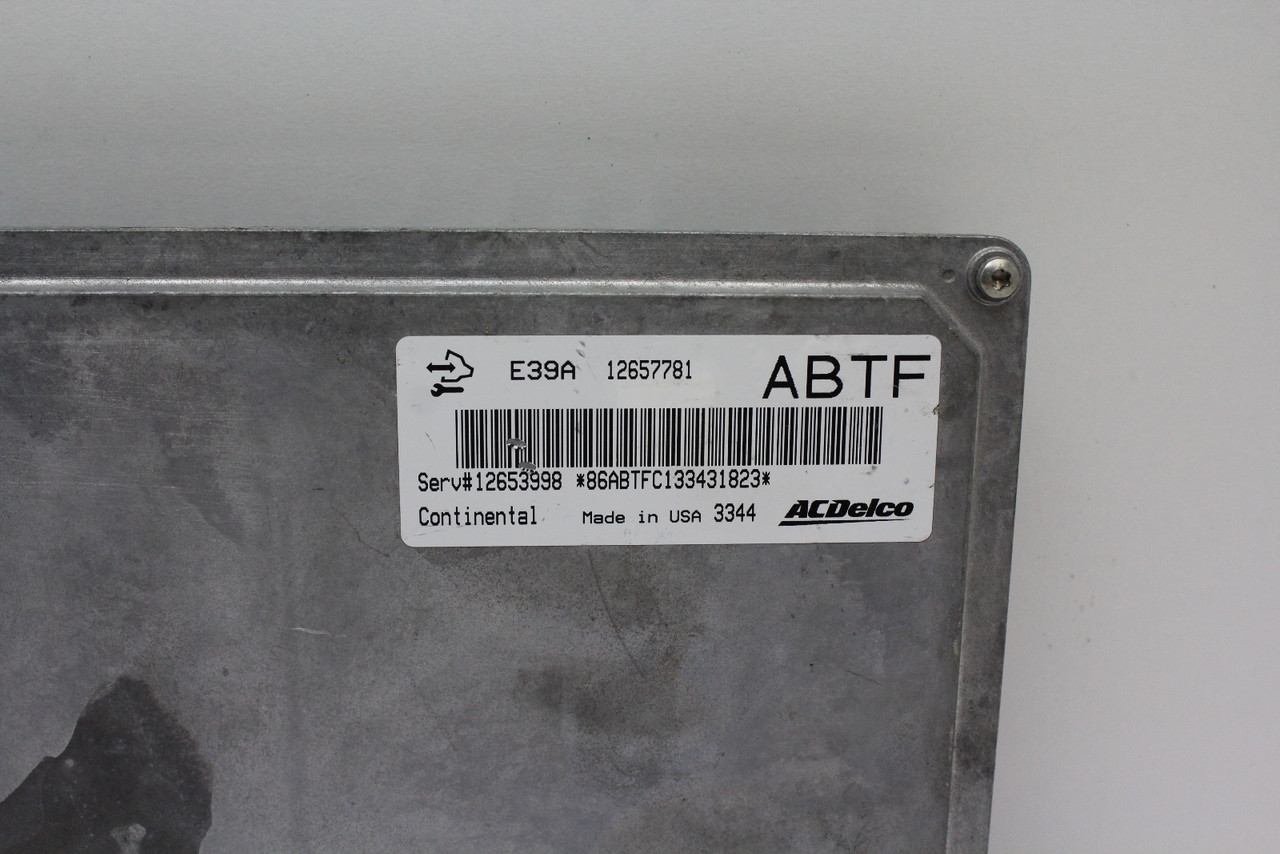 E39A 12657781 ABTF
Serv#12653998 *86ABTFC133431823*
Continental Made in USA 3344 ACDelco